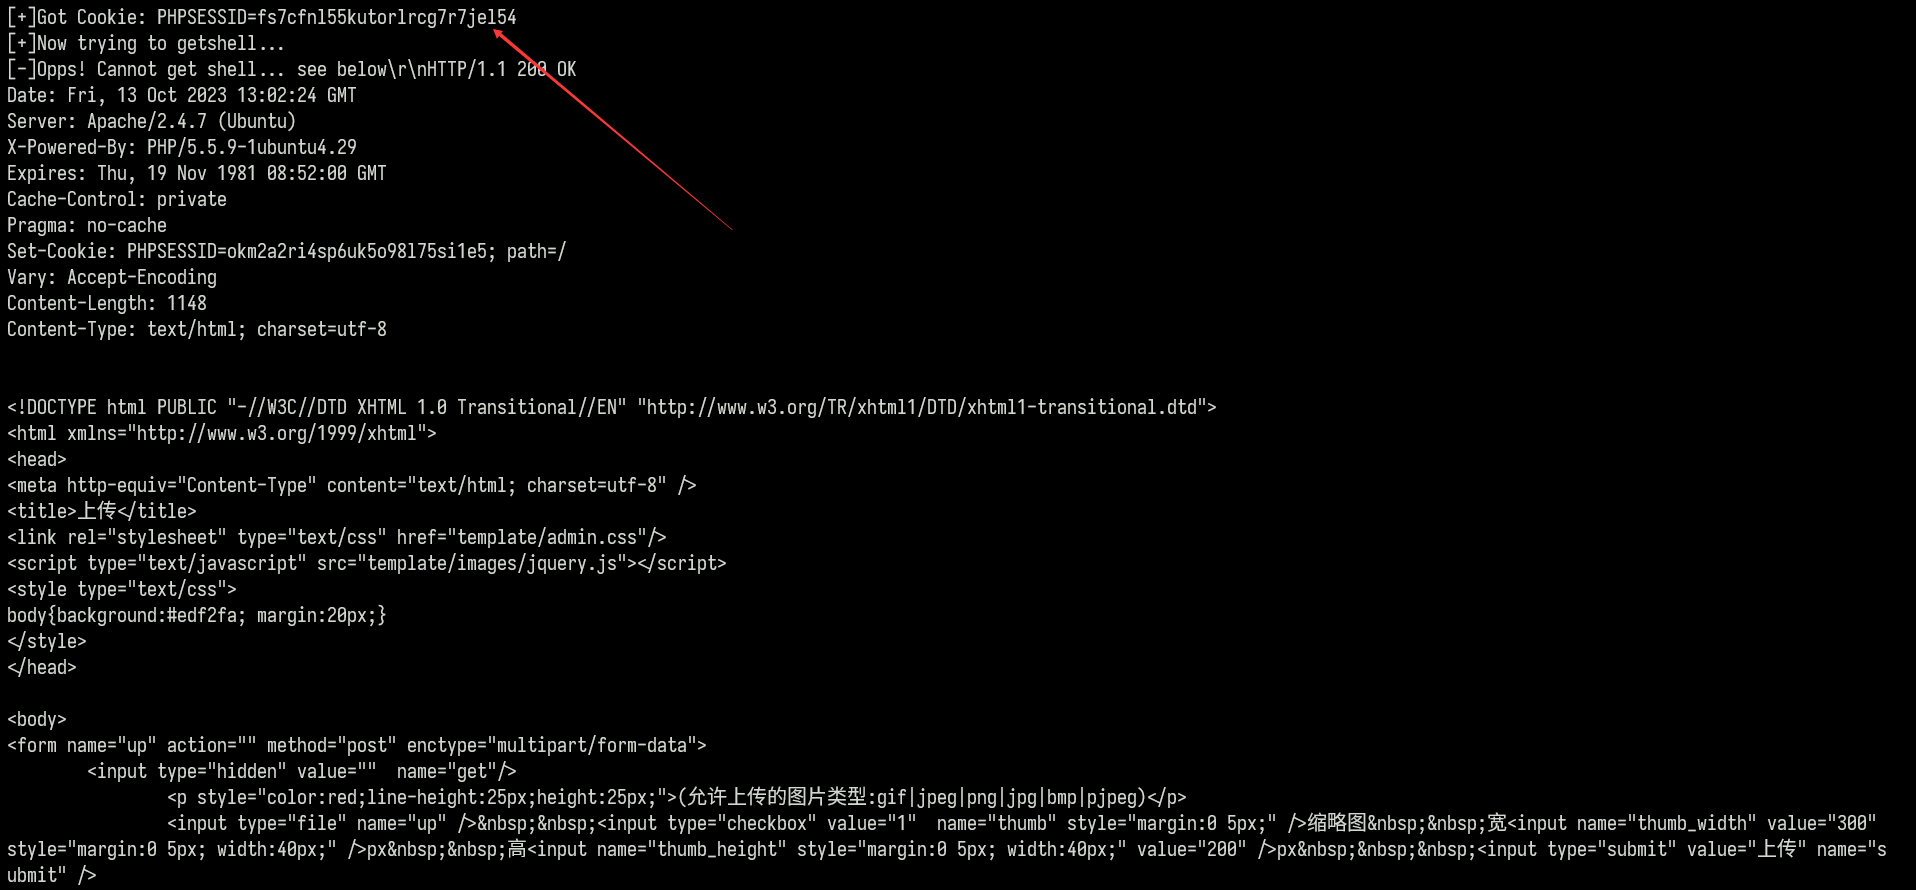 [+]Got Cookie: PHPSESSID=fs7cfnl55kutorlrcg7r7jel54
[+]Now trying to getshell...
[-]Opps! Cannot get shell... see below\r\nHTTP/1.1 200 OK
Date: Fri, 13 Oct 2023 13:02:24 GMT
Server: Apache/2.4.7 (Ubuntu)
X-Powered-By: PHP/5.5.9-1ubuntu4.29
Expires: Thu, 19 Nov 1981 08:52:00 GMT
Cache-Control: private
Pragma: no-cache
Set-Cookie: PHPSESSID=okm2a2ri4sp6uk5o98l75si1e5; path=/
Vary: Accept-Encoding
Content-Length: 1148
Content-Type: text/html; charset=utf-8
<!DOCTYPE html PUBLIC "-//W3C//DTD XHTML 1.0 Transitional//EN" "http://www.w3.org/TR/xhtml1/DTD/xhtml1-transitional.dtd">
<html xmlns="http://www.w3.org/1999/xhtml">
<head>
<meta http-equiv="Content-Type" content="text/html; charset=utf-8" />
<title>上传</title>
<link rel="stylesheet" type="text/css" href="template/admin.css"/>
<script type="text/javascript" src="template/images/jquery.js"></script>
<style type="text/css">
body{background:#edf2fa; margin:20px;}
</style>
</head>
<body>
<form name="up" action="" method="post" enctype="multipart/form-data">
<input type="hidden" value=""  name="get"/>
<p style="color:red;line-height:25px;height:25px;">(允许上传的图片类型:gif|jpeg|png|jpg|bmp|pjpeg)</p>
<input type="file" name="up" />&nbsp;&nbsp;<input type="checkbox" value="1"  name="thumb" style="margin:0 5px;" />缩略图&nbsp;&nbsp;宽<input name="thumb_width" value="300"
style="margin:0 5px; width:40px;" />px&nbsp;&nbsp;高<input name="thumb_height" style="margin:0 5px; width:40px;" value="200" />px&nbsp;&nbsp;&nbsp;<input type="submit" value="上传" name="s
ubmit" />